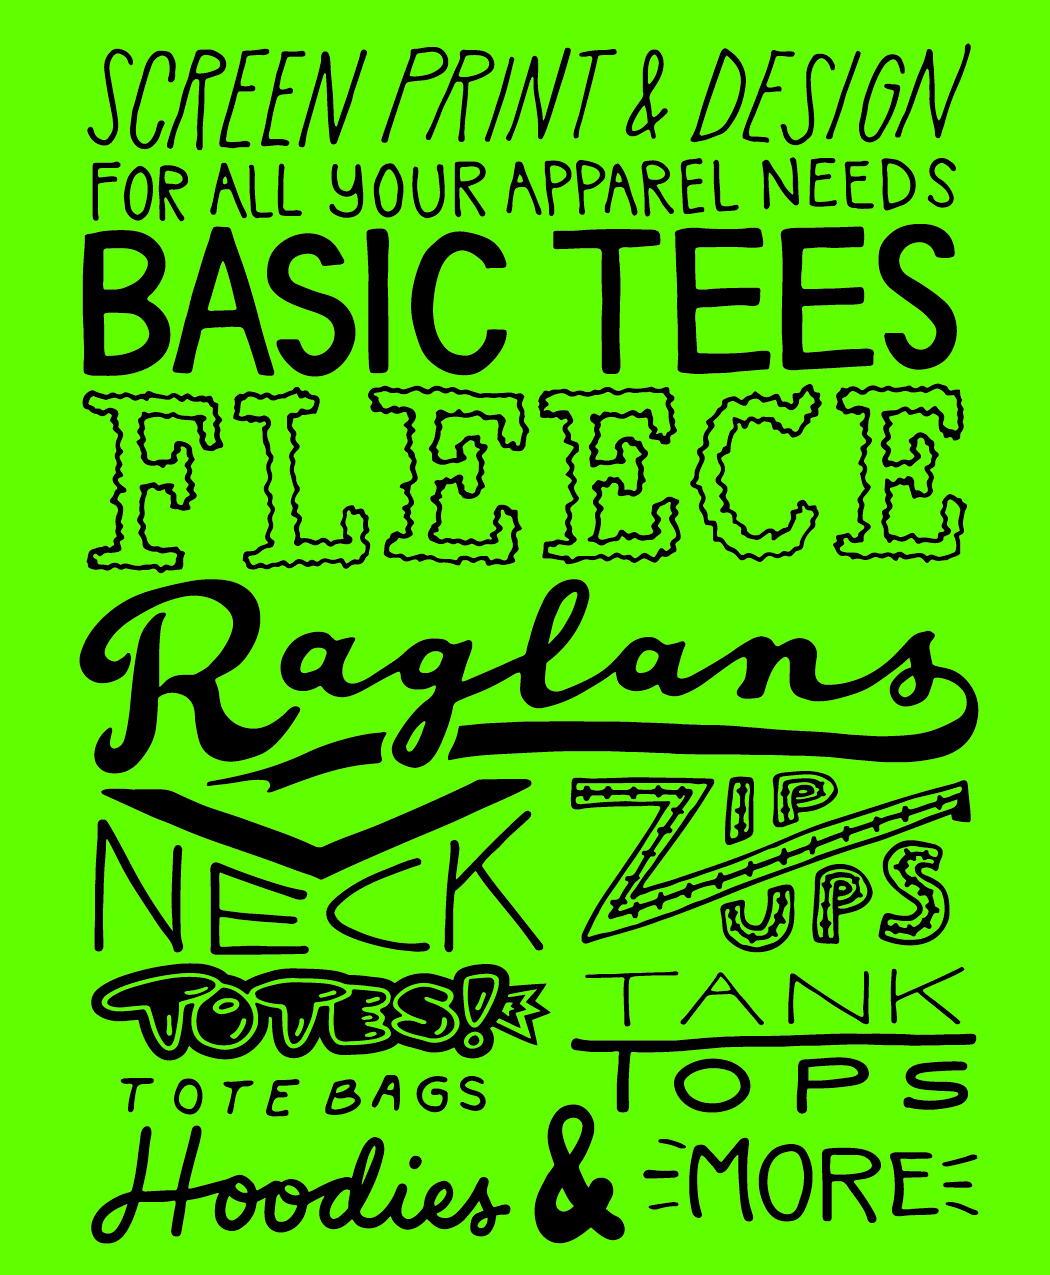 SCREEN PRINT & DESIGN
FOR ALL YOUR APPAREL NEEDS
BASIC TEES
FLEECE
Raglans
V NECK
ZIP
UPS
TOTES!
TOTE BAGS
TANK
TOPS
Hoodies & MORE